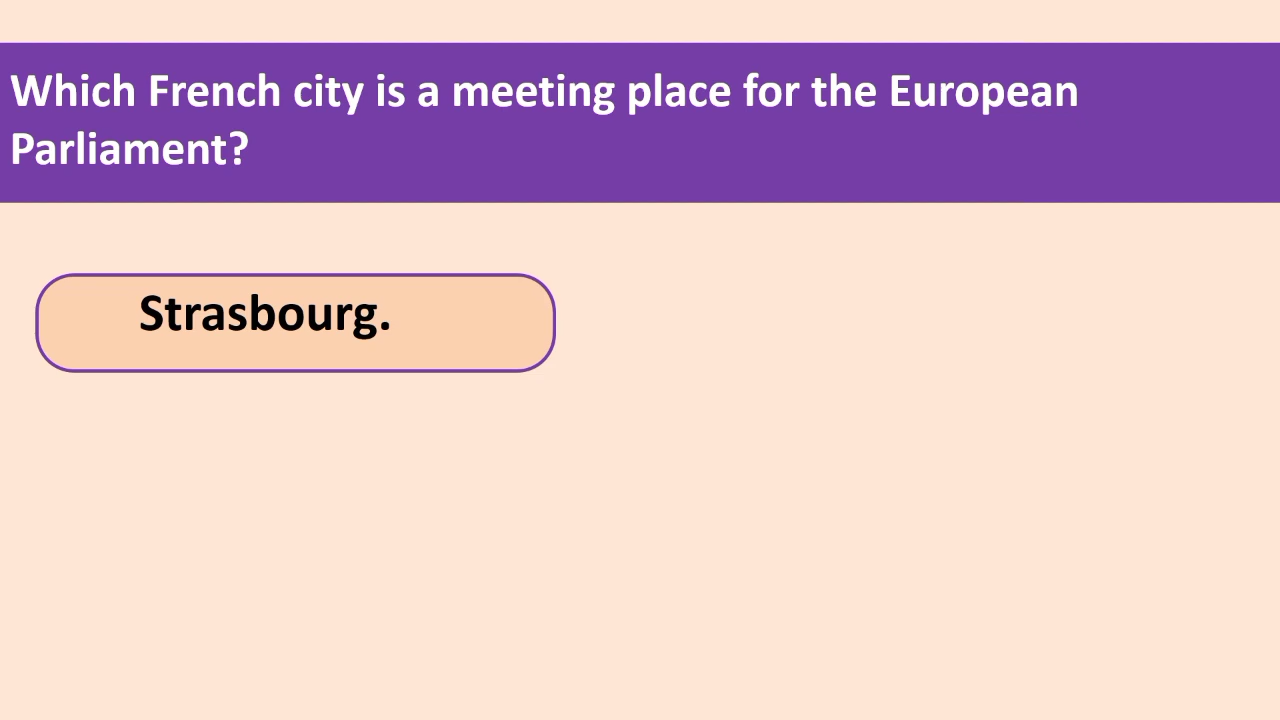 Which French city is a meeting place for the European
Parliament?
Strasbourg.